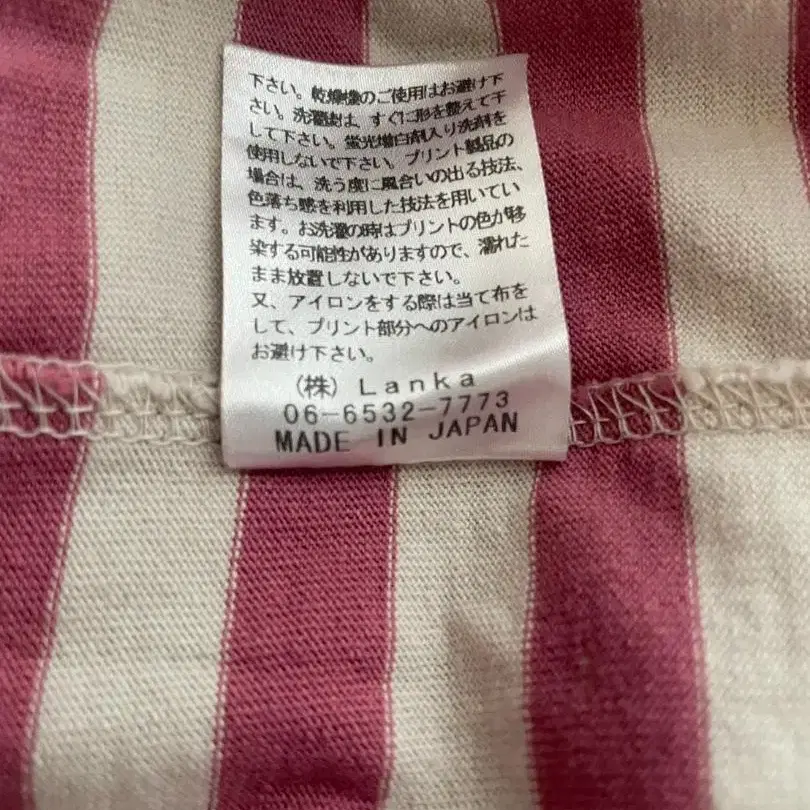 下さい。乾燥機のご使用はお避け下
さい。洗濯後は、すぐに形を整えて干
して下さい。蛍光増白剤入り洗剤を
使用しないで下さい。プリント製品の
場合は、洗う度に風合いの出る技法、
色落ち感を利用した技法を用いてい
ます。お洗濯の時はプリントの色が移
染する可能性がありますので、濡れた
まま放置しないで下さい。
又、アイロンをする際は当て布を
して、プリント部分へのアイロンは
お避け下さい。
（株）Lanka
06-6532-7773
MADE IN JAPAN